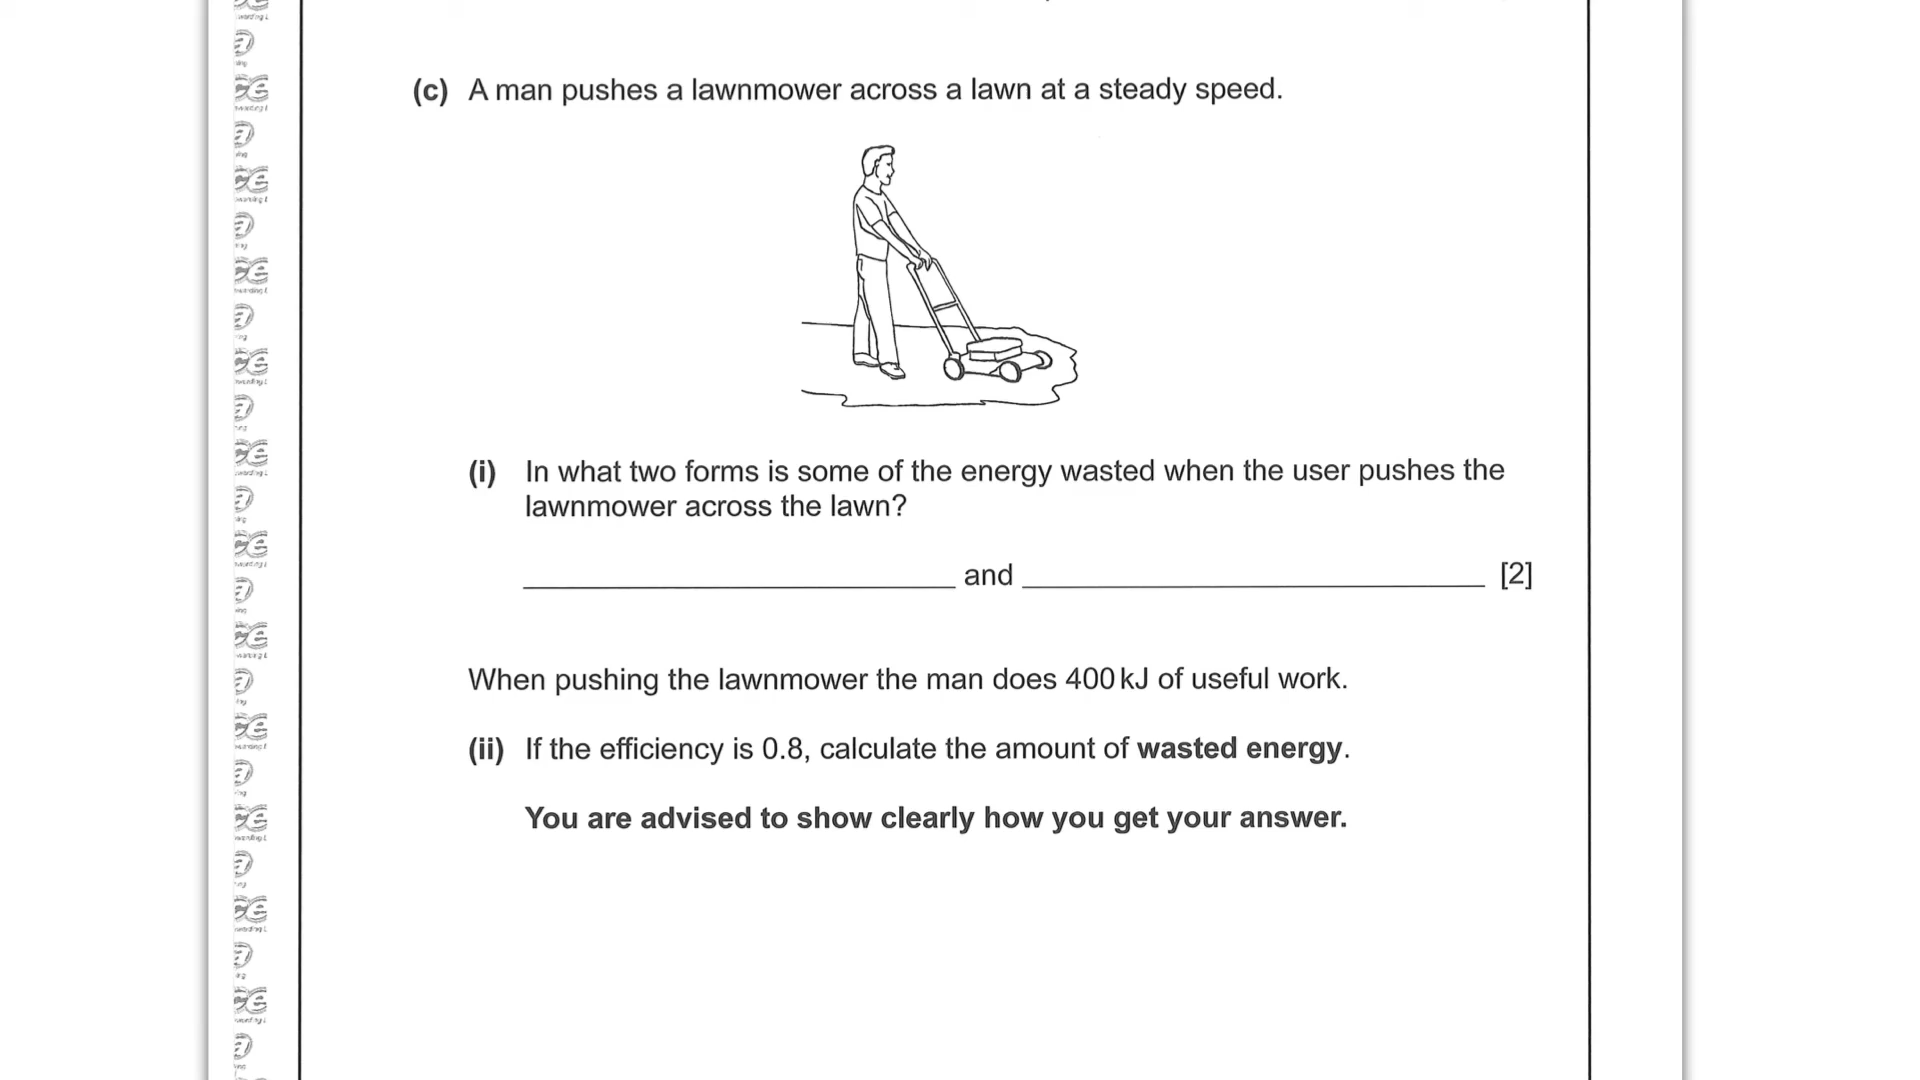 (c) A man pushes a lawnmower across a lawn at a steady speed.
(i) In what two forms is some of the energy wasted when the user pushes the
lawnmower across the lawn?
and [2]
When pushing the lawnmower the man does 400 kJ of useful work.
(ii) If the efficiency is 0.8, calculate the amount of wasted energy.
You are advised to show clearly how you get your answer.